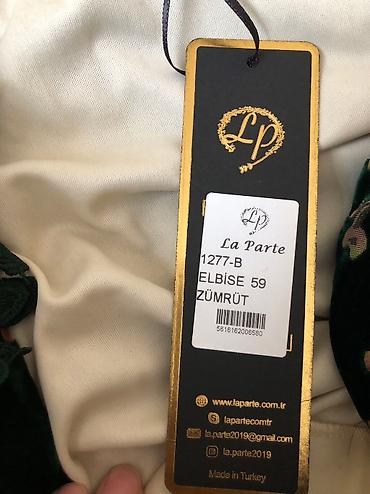 Lp
Lp
La Parte
1277-B
ELBİSE 59
ZÜMRÜT
5616162006580
www.laparte.com.tr
lapartecomtr
la.parte2019@gmail.com
la.parte2019
Made in Turkey